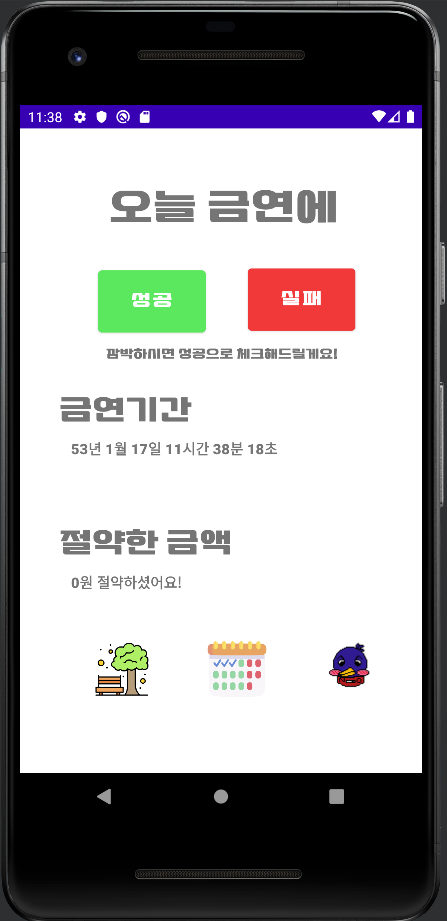 11:38
오늘 금연에
성공
실패
깜박하시면 성공으로 체크해드릴게요!
금연기간
53년 1월 17일 11시간 38분 18초
절약한 금액
0원 절약하셨어요!